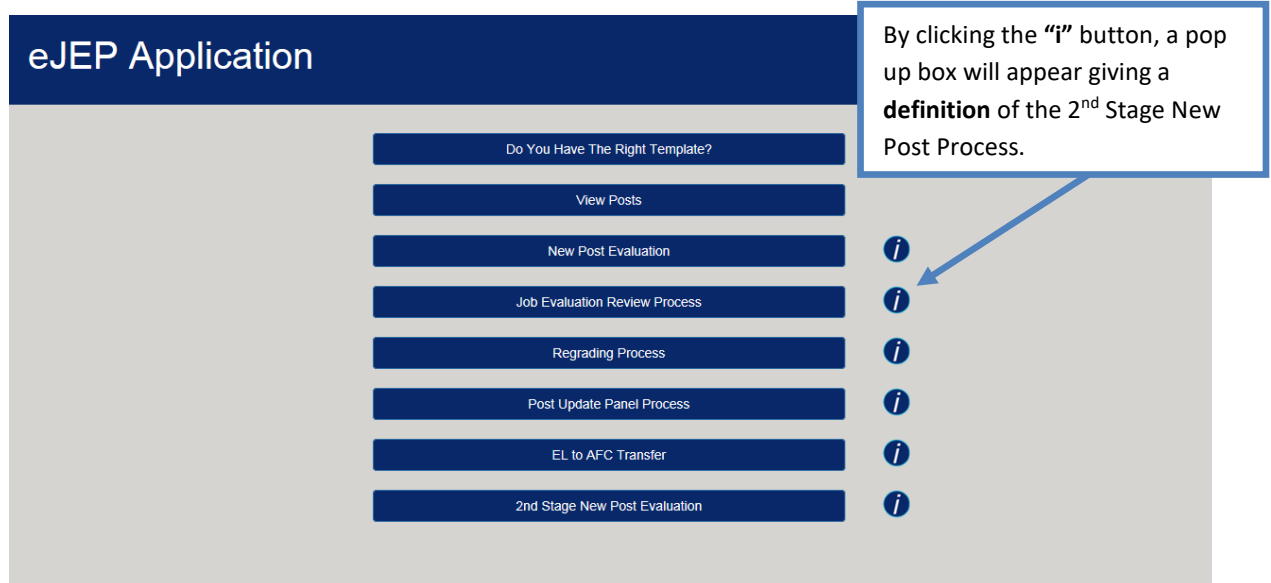 eJEP Application
By clicking the “i” button, a pop
up box will appear giving a
definition of the 2nd Stage New
Post Process.
Do You Have The Right Template?
View Posts
New Post Evaluation
i
Job Evaluation Review Process
i
Regrading Process
i
Post Update Panel Process
i
EL to AFC Transfer
i
2nd Stage New Post Evaluation
i